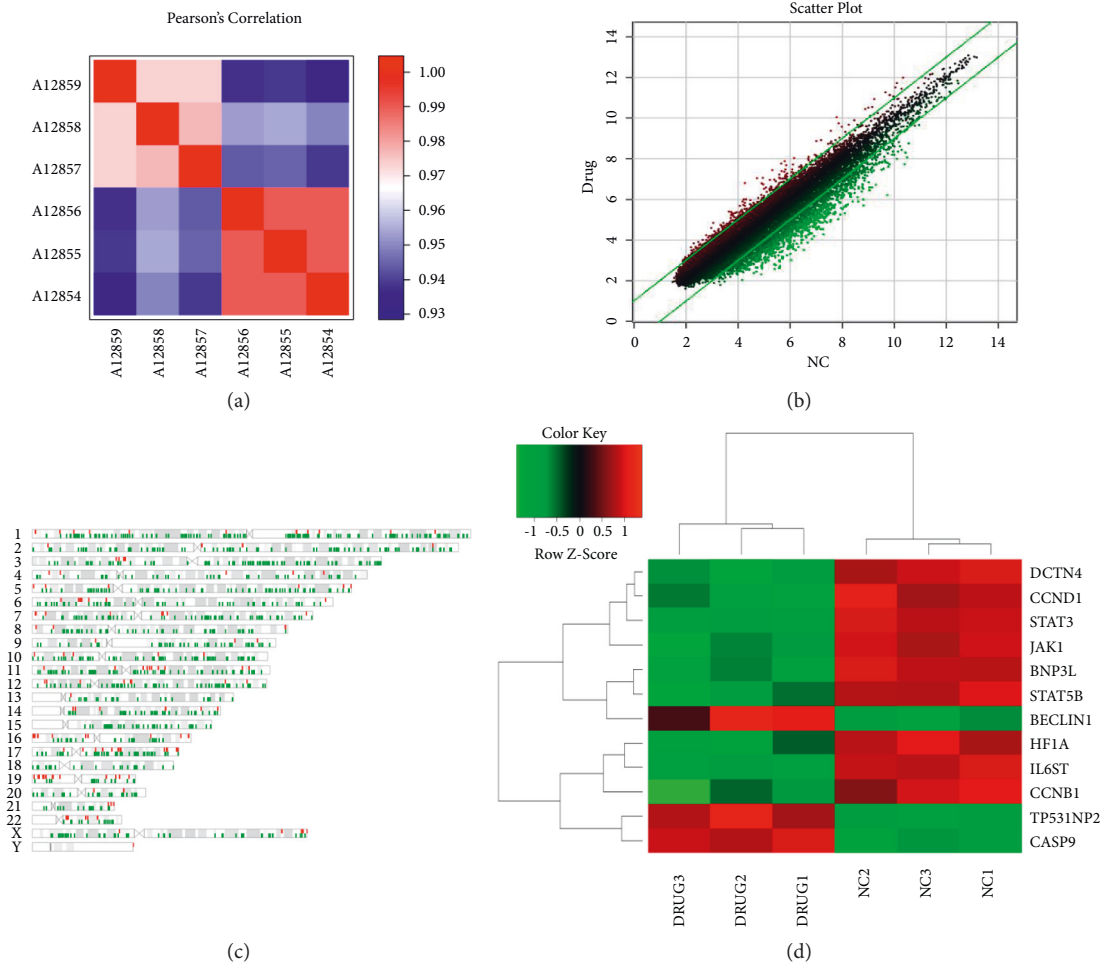 Pearson's Correlation
A12859
A12858
A12857
A12856
A12855
A12854
A12859
A12858
A12857
A12856
A12855
A12854
1.00
0.99
0.98
0.97
0.96
0.95
0.94
0.93
(a)
Scatter Plot
Drug
14
12
10
8
6
4
2
0
0 2 4 6 8 10 12 14
NC
(b)
1
2
3
4
5
6
7
8
9
10
11
12
13
14
15
16
17
18
19
20
21
22
X
Y
(c)
Color Key
-1 -0.5 0 0.5 1
Row Z-Score
DCTN4
CCND1
STAT3
JAK1
BNP3L
STAT5B
BECLIN1
HF1A
IL6ST
CCNB1
TP531NP2
CASP9
DRUG3
DRUG2
DRUG1
NC2
NC3
NC1
(d)